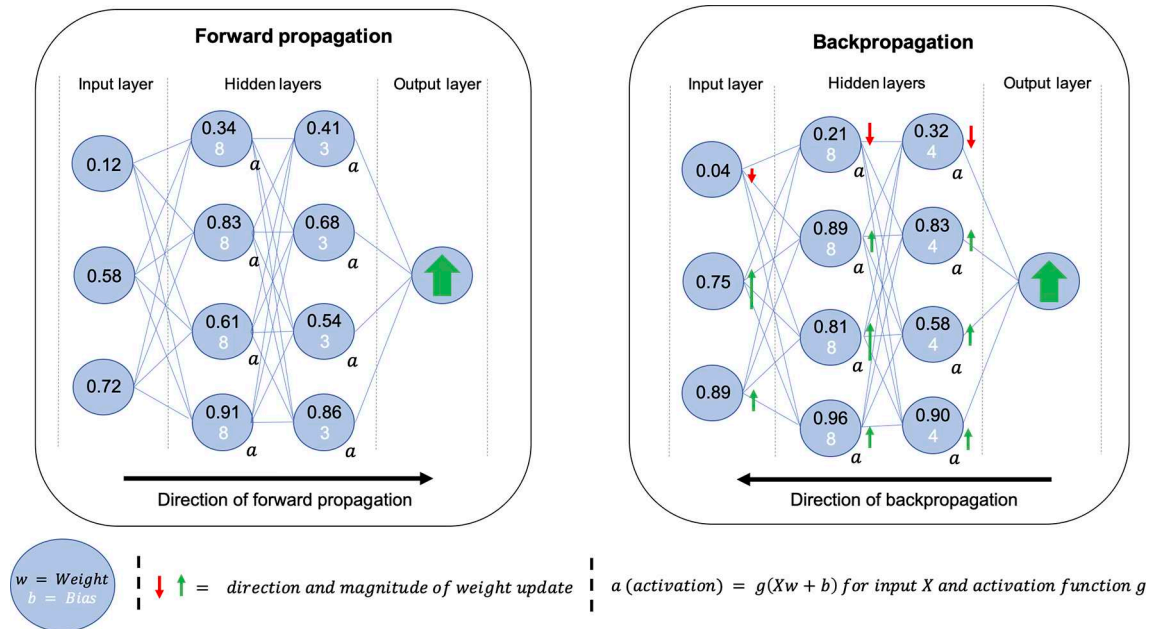 Forward propagation
Input layer
Hidden layers
Output layer
0.12
0.58
0.72
0.34
8
a
0.83
8
a
0.61
8
a
0.91
8
a
0.41
3
a
0.68
3
a
0.54
3
a
0.86
3
a
Direction of forward propagation
Backpropagation
Input layer
Hidden layers
Output layer
0.04
0.75
0.89
0.21
8
a
0.89
8
a
0.81
8
a
0.96
8
a
0.32
4
a
0.83
4
a
0.58
4
a
0.90
4
a
Direction of backpropagation
w = Weight
b = Bias
= direction and magnitude of weight update
a (activation) = g(Xw + b) for input X and activation function g